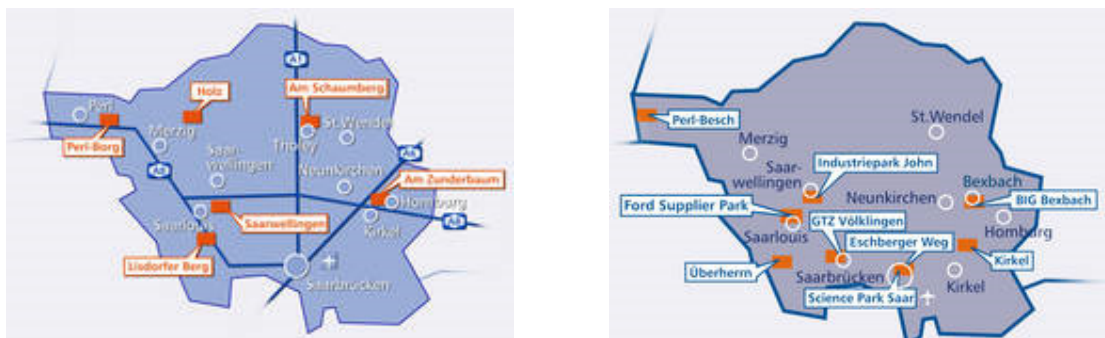 A1
Holz
Am Schaumberg
Perl
St.Wendel
Perl-Borg
Merzig
Tholey
A6
Saar-
wellingen
Neunkirchen
Am Zunderbaum
Homburg
Saarlouis
Saarwellingen
Kirkel
Lisdorfer Berg
Saarbrücken
Perl-Besch
St.Wendel
Merzig
Saar-
wellingen
Industriepark John
Bexbach
Neunkirchen
BIG Bexbach
Ford Supplier Park
GTZ Völklingen
Saarlouis
Homburg
Eschberger Weg
Überherrn
Saarbrücken
Kirkel
Science Park Saar
Kirkel